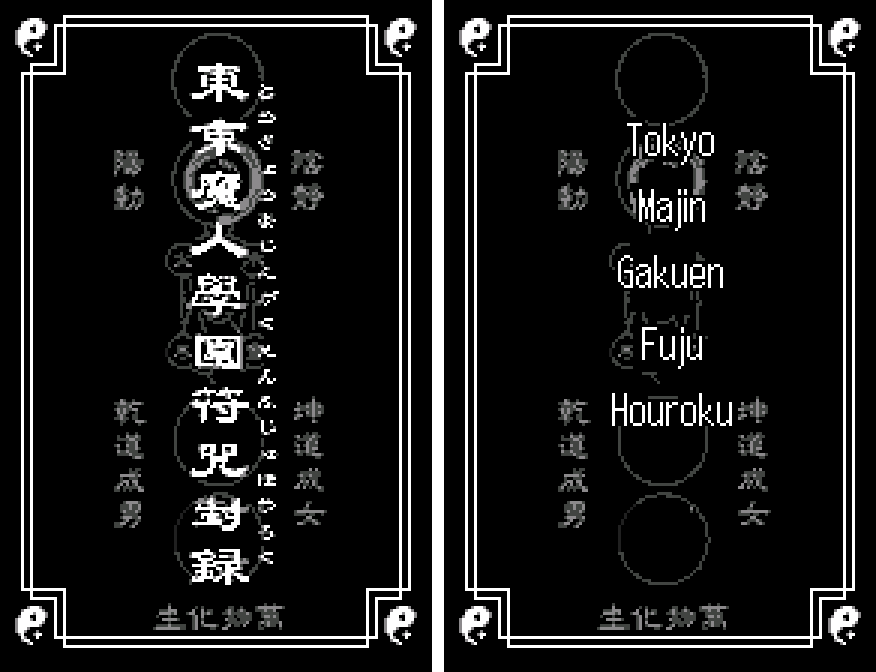 東京魔人學園符咒封録
とうきょうまじんがくえんふじゅほうろく
陰静
陽動
坤道成女
乾道成男
萬物化生
Tokyo
Majin
Gakuen
Fuju
Houroku
陰静
陽動
坤道成女
乾道成男
萬物化生